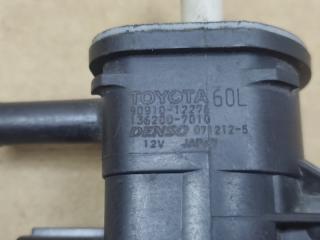 TOYOTA 60L
90910-12276
136200-7010
DENSO 071212-5
12V JAPAN